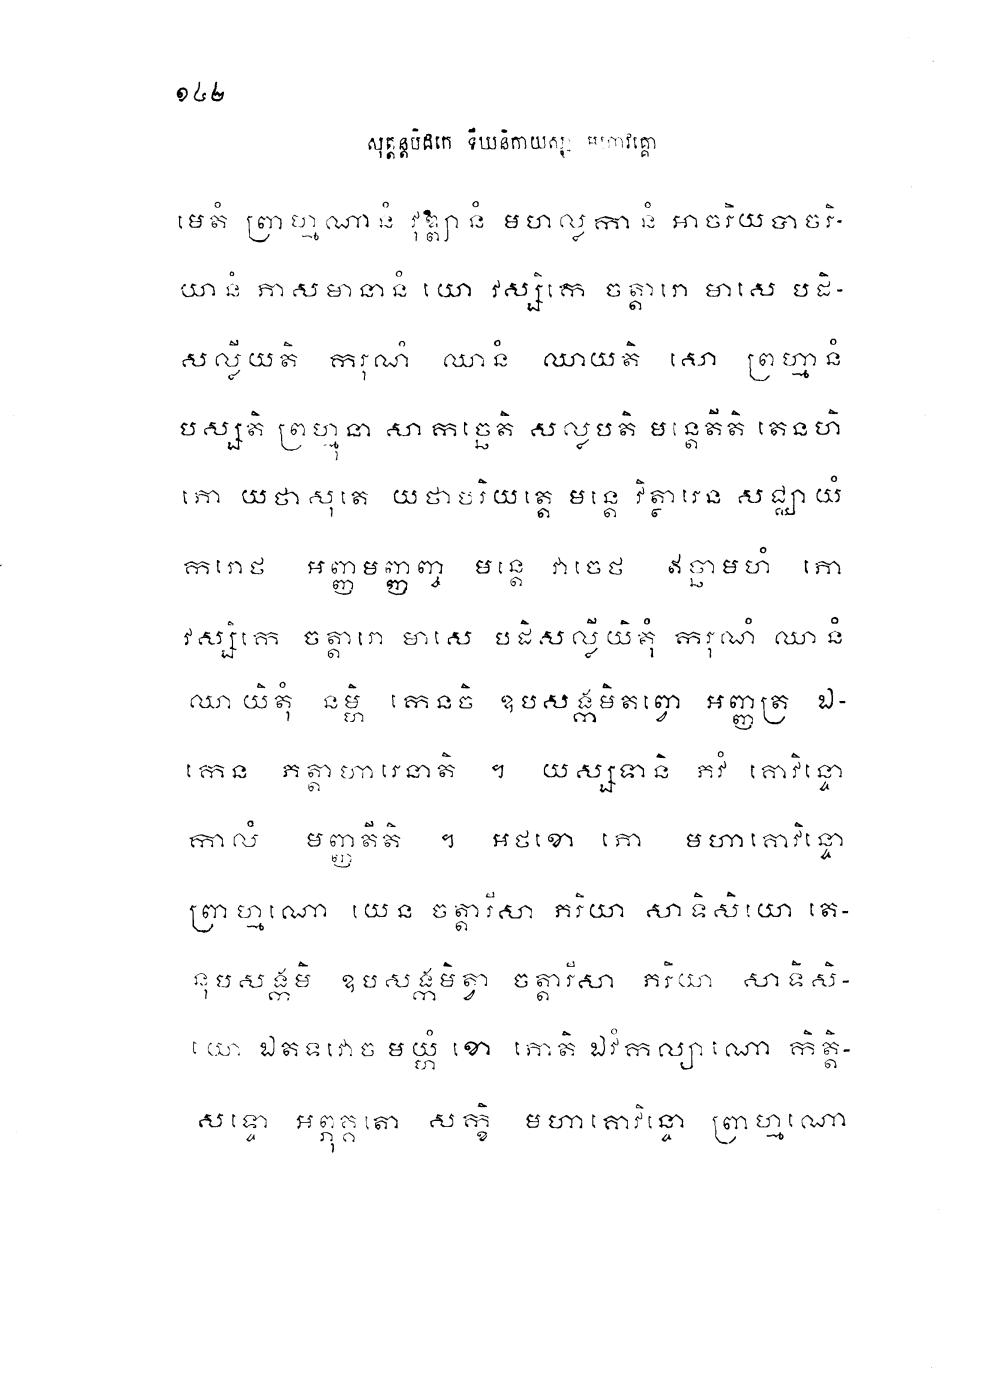 ១៤២
សុត្តន្តបិដកេ ទីឃនិកាយស្ស មហាវគ្គោ
មេតំ ព្រាហ្មណានំ វុឌ្ឍានំ មហល្លកានំ អាចរិយបាចរិ-
យានំ ភាសមានានំ យោ វស្សិកេ ចត្តារោ មាសេ បដិ-
សល្លីយតិ ករុណំ ឈានំ ឈាយតិ សោ ព្រហ្មានំ
បស្សតិ ព្រហ្មុនា សាកច្ឆេតិ សល្លបតិ មន្តេតីតិ តេនហិ
ភោ យថាសុតេ យថាបរិយត្តេ មន្តេ វិត្ថារេន សជ្ឈាយំ
ករោថ អញ្ញមញ្ញញ្ច មន្តេ វាចេថ ឥច្ឆាមហំ ភោ
វស្សិកេ ចត្តារោ មាសេ បដិសល្លីយិតុំ ករុណំ ឈានំ
ឈាយិតុំ នម្ហិ កេនចិ ឧបសង្កមិតព្វោ អញ្ញត្រ ឯ-
កេន ភត្តាហារេនាតិ ។ យស្សទានិ ភវំ គោវិន្ទោ
កាលំ មញ្ញតីតិ ។ អថខោ ភោ មហាគោវិន្ទោ
ព្រាហ្មណោ យេន ចត្តារីសា ភរិយា សាទិសិយោ តេ-
នុបសង្កមិ ឧបសង្កមិត្វា ចត្តារីសា ភរិយា សាទិសិ-
យោ ឯតទវោច មយ្ហំ ខោ ភោតិ ឯវំកល្យាណោ កិត្តិ-
សទ្ទោ អព្ភុគ្គតោ សក្ខិ មហាគោវិន្ទោ ព្រាហ្មណោ